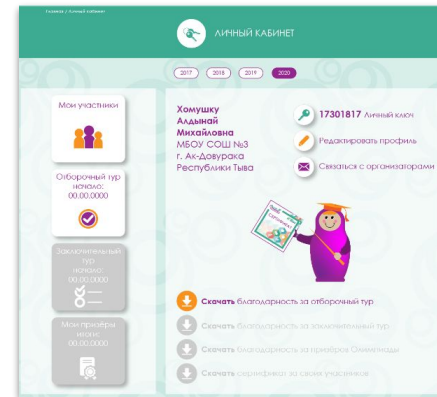 Главная / Личный кабинет
ЛИЧНЫЙ КАБИНЕТ
2017 2018 2019 2020
Мои участники
Отборочный тур
начало:
00.00.0000
Заключительный
тур
начало:
00.00.0000
Мои призёры
итоги:
00.00.0000
Хомушку
Алдынай
Михайловна
МБОУ СОШ №3
г. Ак-Довурака
Республики Тыва
17301817 Личный ключ
Редактировать профиль
Связаться с организаторами
Скачать благодарность за отборочный тур
Скачать благодарность за заключительный тур
Скачать благодарность за призёров Олимпиады
Скачать сертификат за своих участников